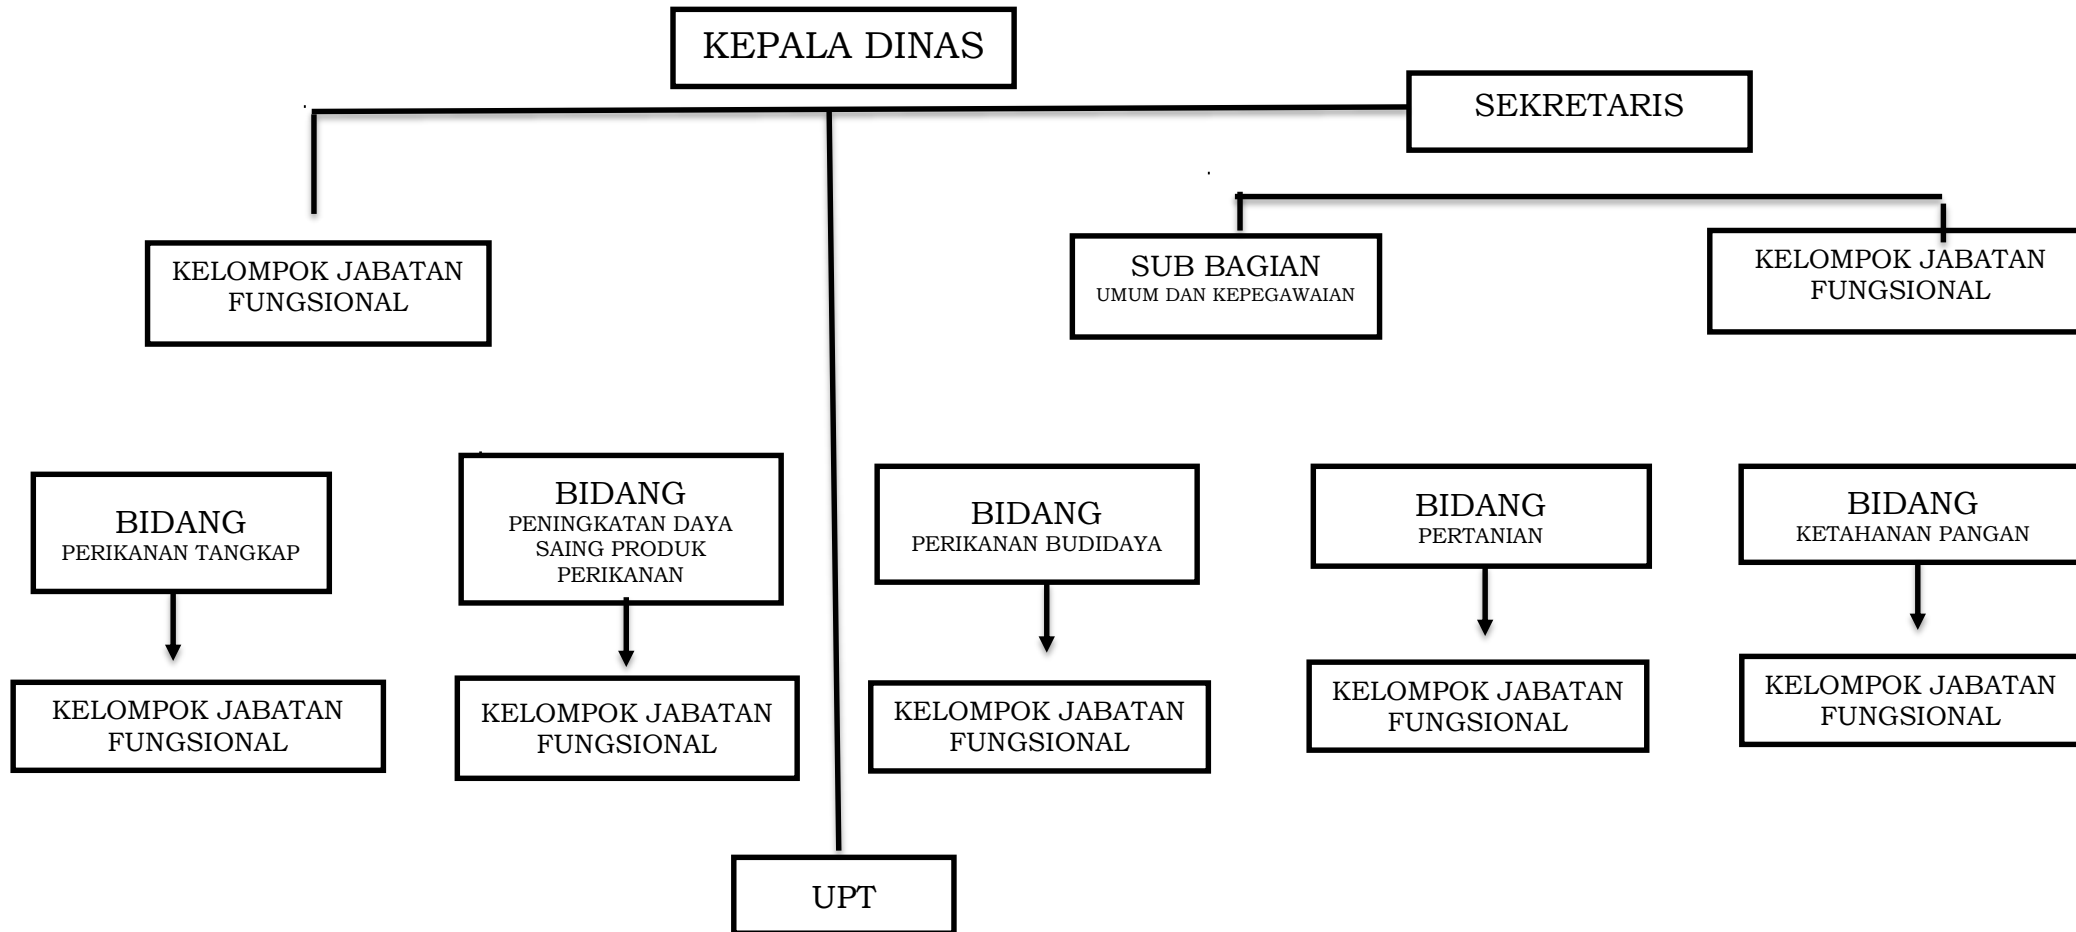 KEPALA DINAS
SEKRETARIS
KELOMPOK JABATAN
FUNGSIONAL
SUB BAGIAN
UMUM DAN KEPEGAWAIAN
KELOMPOK JABATAN
FUNGSIONAL
BIDANG
PERIKANAN TANGKAP
BIDANG
PENINGKATAN DAYA
SAING PRODUK
PERIKANAN
BIDANG
PERIKANAN BUDIDAYA
BIDANG
PERTANIAN
BIDANG
KETAHANAN PANGAN
KELOMPOK JABATAN
FUNGSIONAL
KELOMPOK JABATAN
FUNGSIONAL
KELOMPOK JABATAN
FUNGSIONAL
KELOMPOK JABATAN
FUNGSIONAL
KELOMPOK JABATAN
FUNGSIONAL
UPT